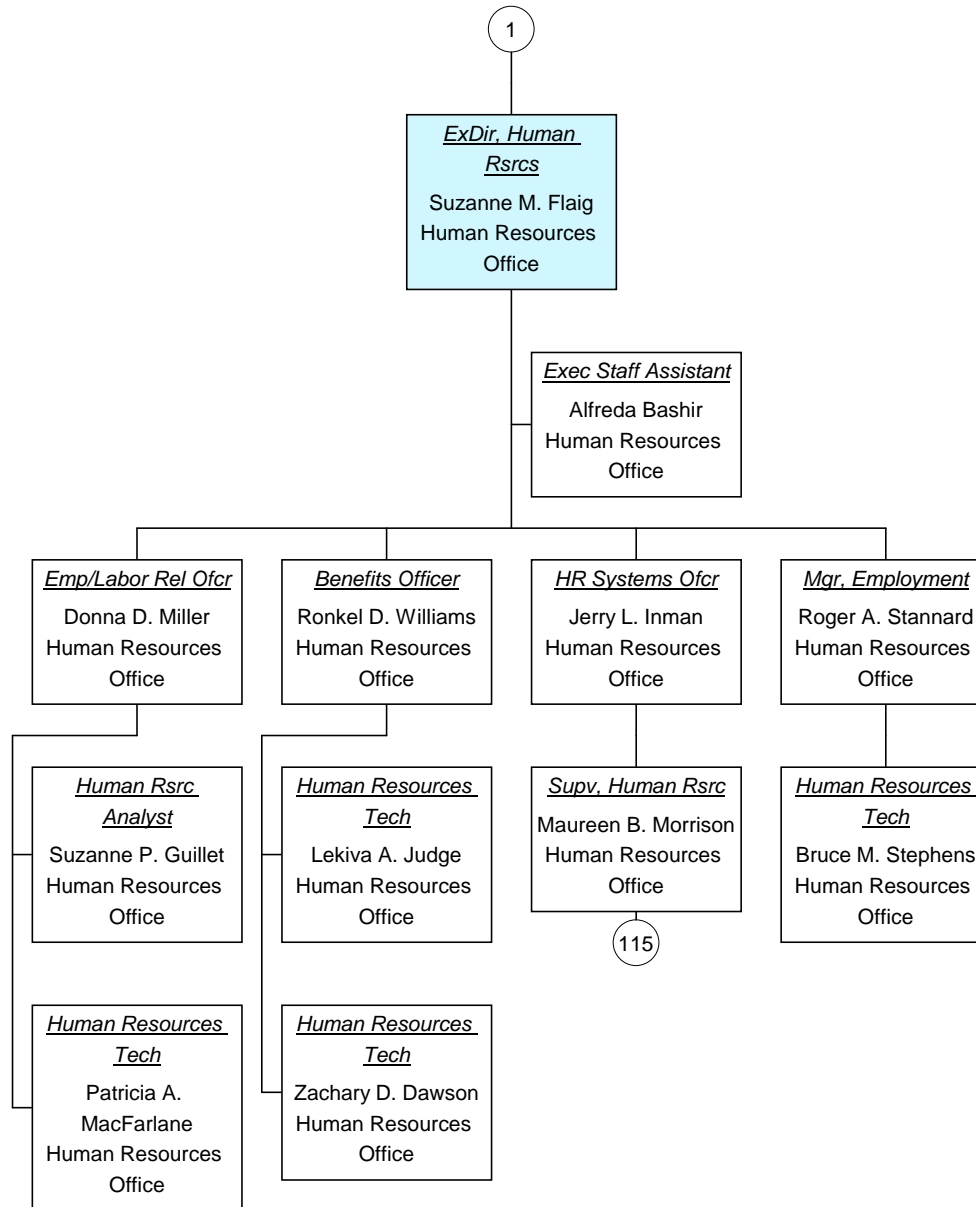 1
ExDir, Human
Rsrcs
Suzanne M. Flaig
Human Resources
Office
Exec Staff Assistant
Alfreda Bashir
Human Resources
Office
Emp/Labor Rel Ofcr
Donna D. Miller
Human Resources
Office
Benefits Officer
Ronkel D. Williams
Human Resources
Office
HR Systems Ofcr
Jerry L. Inman
Human Resources
Office
Mgr, Employment
Roger A. Stannard
Human Resources
Office
Human Rsrc
Analyst
Suzanne P. Guillet
Human Resources
Office
Human Resources
Tech
Lekiva A. Judge
Human Resources
Office
Supv, Human Rsrc
Maureen B. Morrison
Human Resources
Office
115
Human Resources
Tech
Bruce M. Stephens
Human Resources
Office
Human Resources
Tech
Patricia A.
MacFarlane
Human Resources
Office
Human Resources
Tech
Zachary D. Dawson
Human Resources
Office